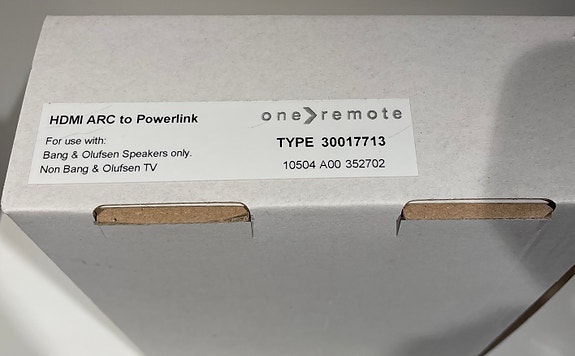 HDMI ARC to Powerlink
For use with:
Bang & Olufsen Speakers only.
Non Bang & Olufsen TV
one remote
TYPE 30017713
10504 A00 352702